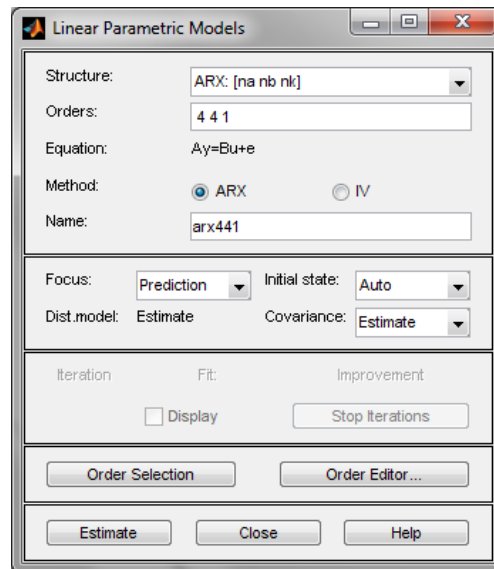 Linear Parametric Models
Structure: ARX: [na nb nk]
Orders: 4 4 1
Equation: Ay=Bu+e
Method: ARX IV
Name: arx441
Focus: Prediction Initial state: Auto
Dist.model: Estimate Covariance: Estimate
Iteration Fit: Improvement
Display Stop Iterations
Order Selection Order Editor...
Estimate Close Help